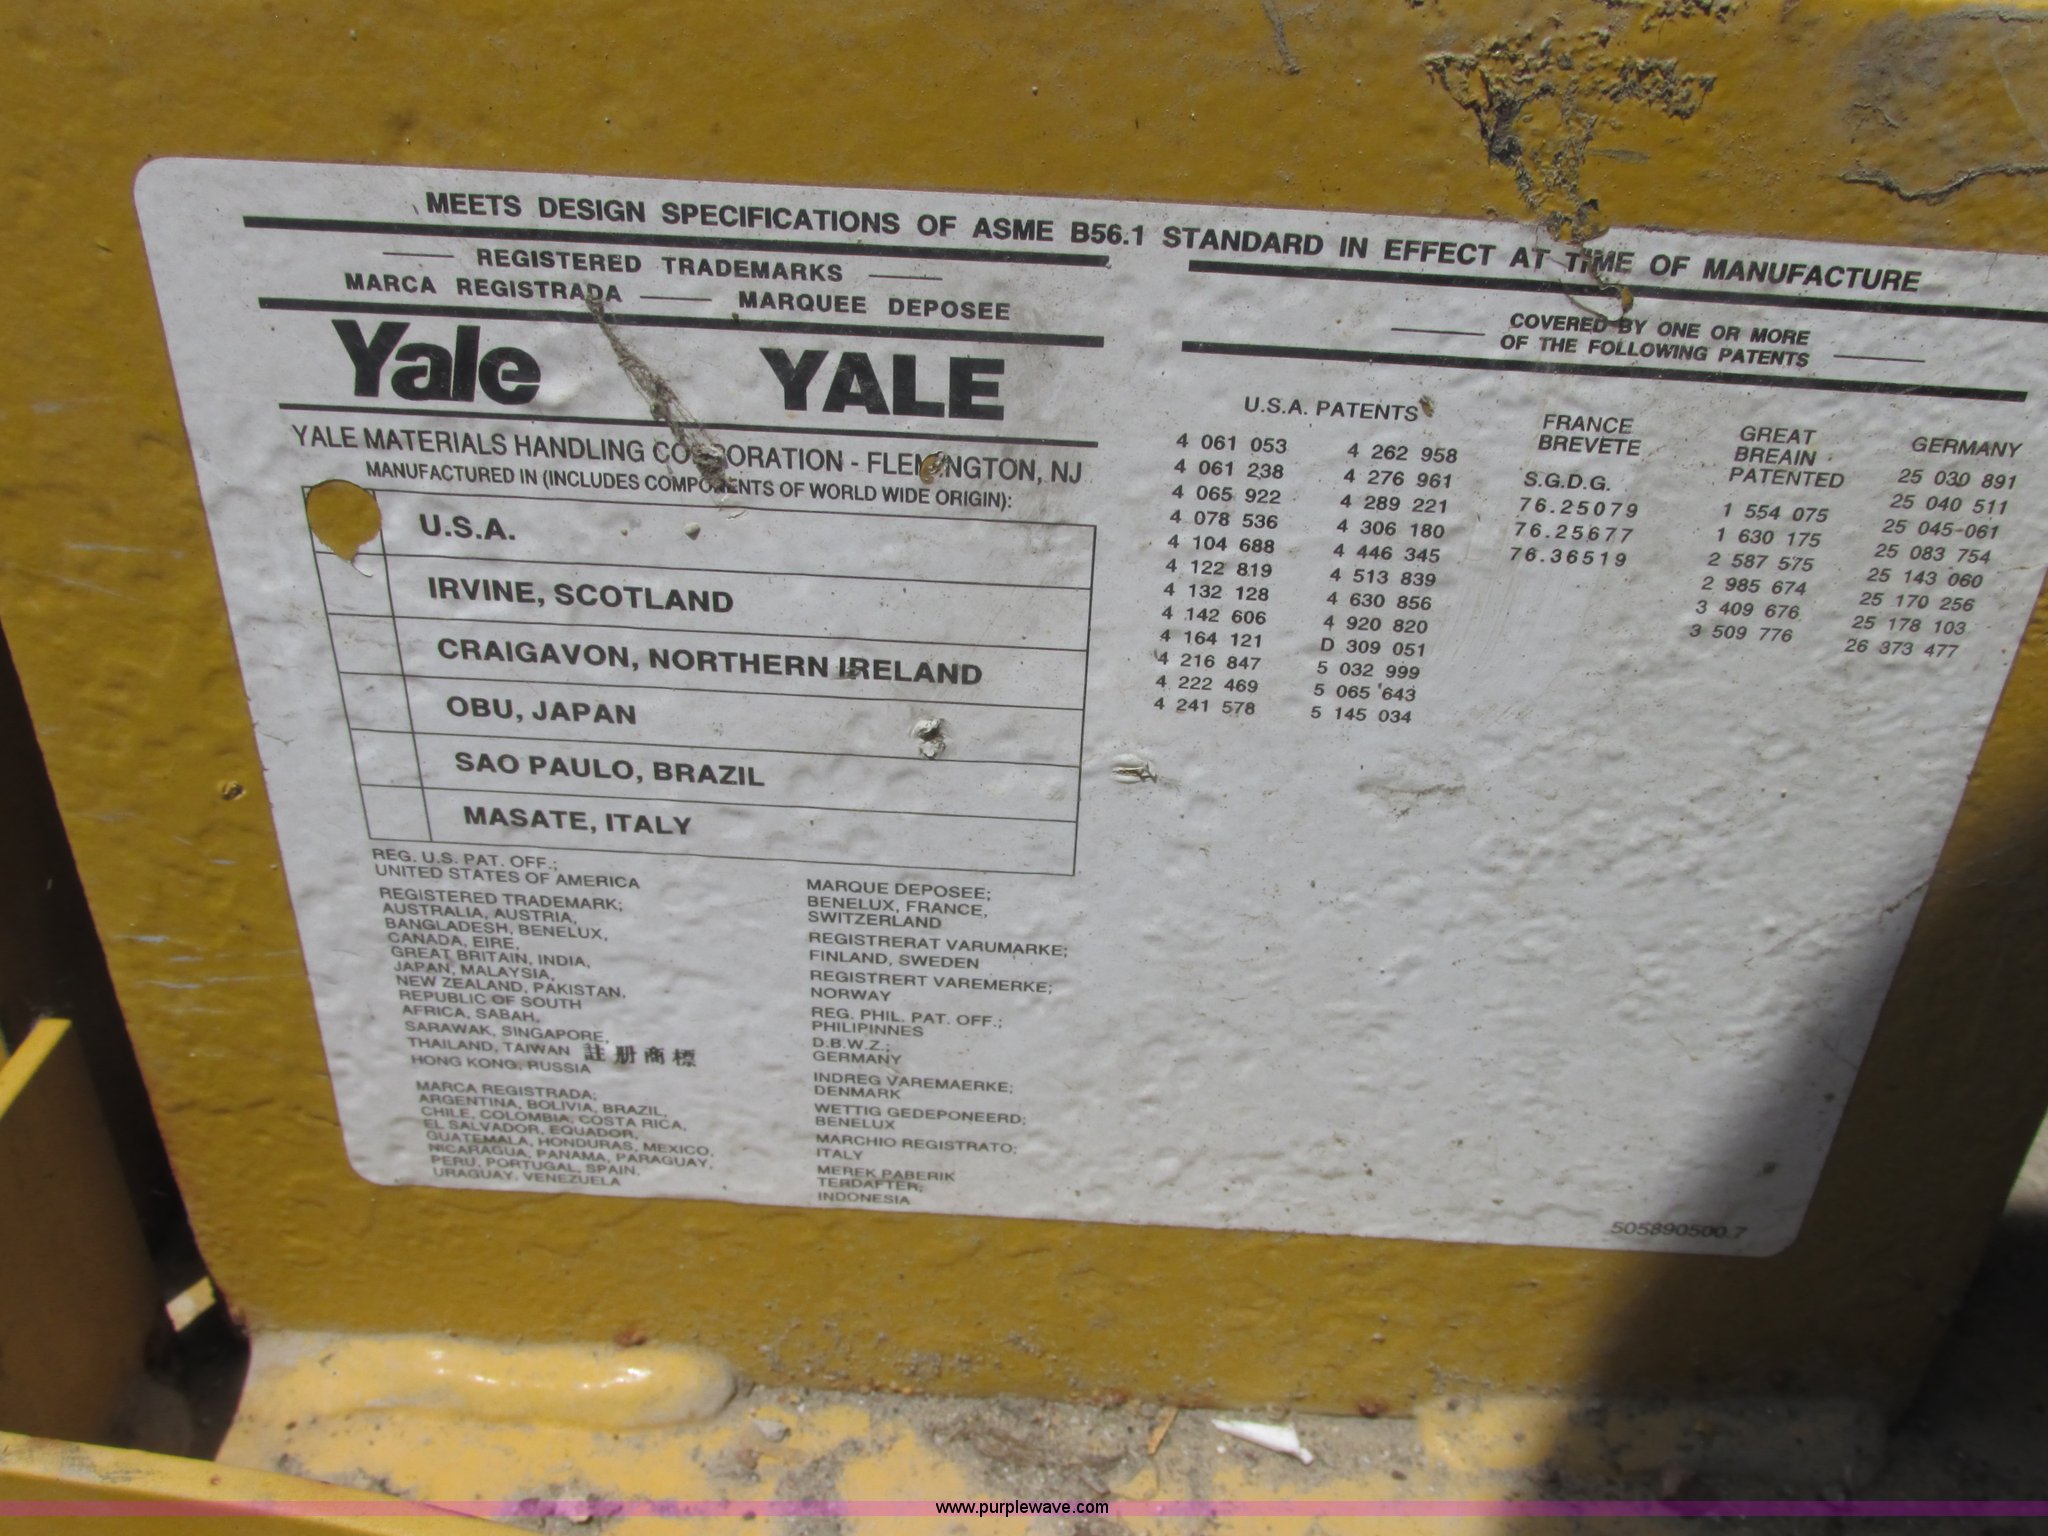 MEETS DESIGN SPECIFICATIONS OF ASME B56.1 STANDARD IN EFFECT AT TIME OF MANUFACTURE
REGISTERED TRADEMARKS
MARCA REGISTRADA — MARQUEE DEPOSEE
Yale YALE
YALE MATERIALS HANDLING CORPORATION - FLEMINGTON, NJ
MANUFACTURED IN (INCLUDES COMPONENTS OF WORLD WIDE ORIGIN):
U.S.A.
IRVINE, SCOTLAND
CRAIGAVON, NORTHERN IRELAND
OBU, JAPAN
SAO PAULO, BRAZIL
MASATE, ITALY
REG. U.S. PAT. OFF.;
UNITED STATES OF AMERICA
REGISTERED TRADEMARK;
AUSTRALIA, AUSTRIA,
BANGLADESH, BENELUX,
CANADA, EIRE,
GREAT BRITAIN, INDIA,
JAPAN, MALAYSIA,
NEW ZEALAND, PAKISTAN,
REPUBLIC OF SOUTH
AFRICA, SABAH,
SARAWAK, SINGAPORE,
THAILAND, TAIWAN 註册商標
HONG KONG, RUSSIA
MARCA REGISTRADA;
ARGENTINA, BOLIVIA, BRAZIL,
CHILE, COLOMBIA, COSTA RICA,
EL SALVADOR, EQUADOR,
GUATEMALA, HONDURAS, MEXICO,
NICARAGUA, PANAMA, PARAGUAY,
PERU, PORTUGAL, SPAIN,
URAGUAY, VENEZUELA
MARQUE DEPOSEE;
BENELUX, FRANCE,
SWITZERLAND
REGISTRERAT VARUMARKE;
FINLAND, SWEDEN
REGISTRERT VAREMERKE;
NORWAY
REG. PHIL. PAT. OFF.;
PHILIPINNES
D.B.W.Z.;
GERMANY
INDREG VAREMAERKE;
DENMARK
WETTIG GEDEPONEERD;
BENELUX
MARCHIO REGISTRATO;
ITALY
MEREK PABERIK
TERDAFTER;
INDONESIA
COVERED BY ONE OR MORE
OF THE FOLLOWING PATENTS
U.S.A. PATENTS
4 061 053
4 061 238
4 065 922
4 078 536
4 104 688
4 122 819
4 132 128
4 142 606
4 164 121
4 216 847
4 222 469
4 241 578
4 262 958
4 276 961
4 289 221
4 306 180
4 446 345
4 513 839
4 630 856
4 920 820
D 309 051
5 032 999
5 065 643
5 145 034
FRANCE
BREVETE
S.G.D.G.
76.25079
76.25677
76.36519
GREAT
BREAIN
PATENTED
1 554 075
1 630 175
2 587 575
2 985 674
3 409 676
3 509 776
GERMANY
25 030 891
25 040 511
25 045-061
25 083 754
25 143 060
25 170 256
25 178 103
26 373 477
505890500.7
www.purplewave.com